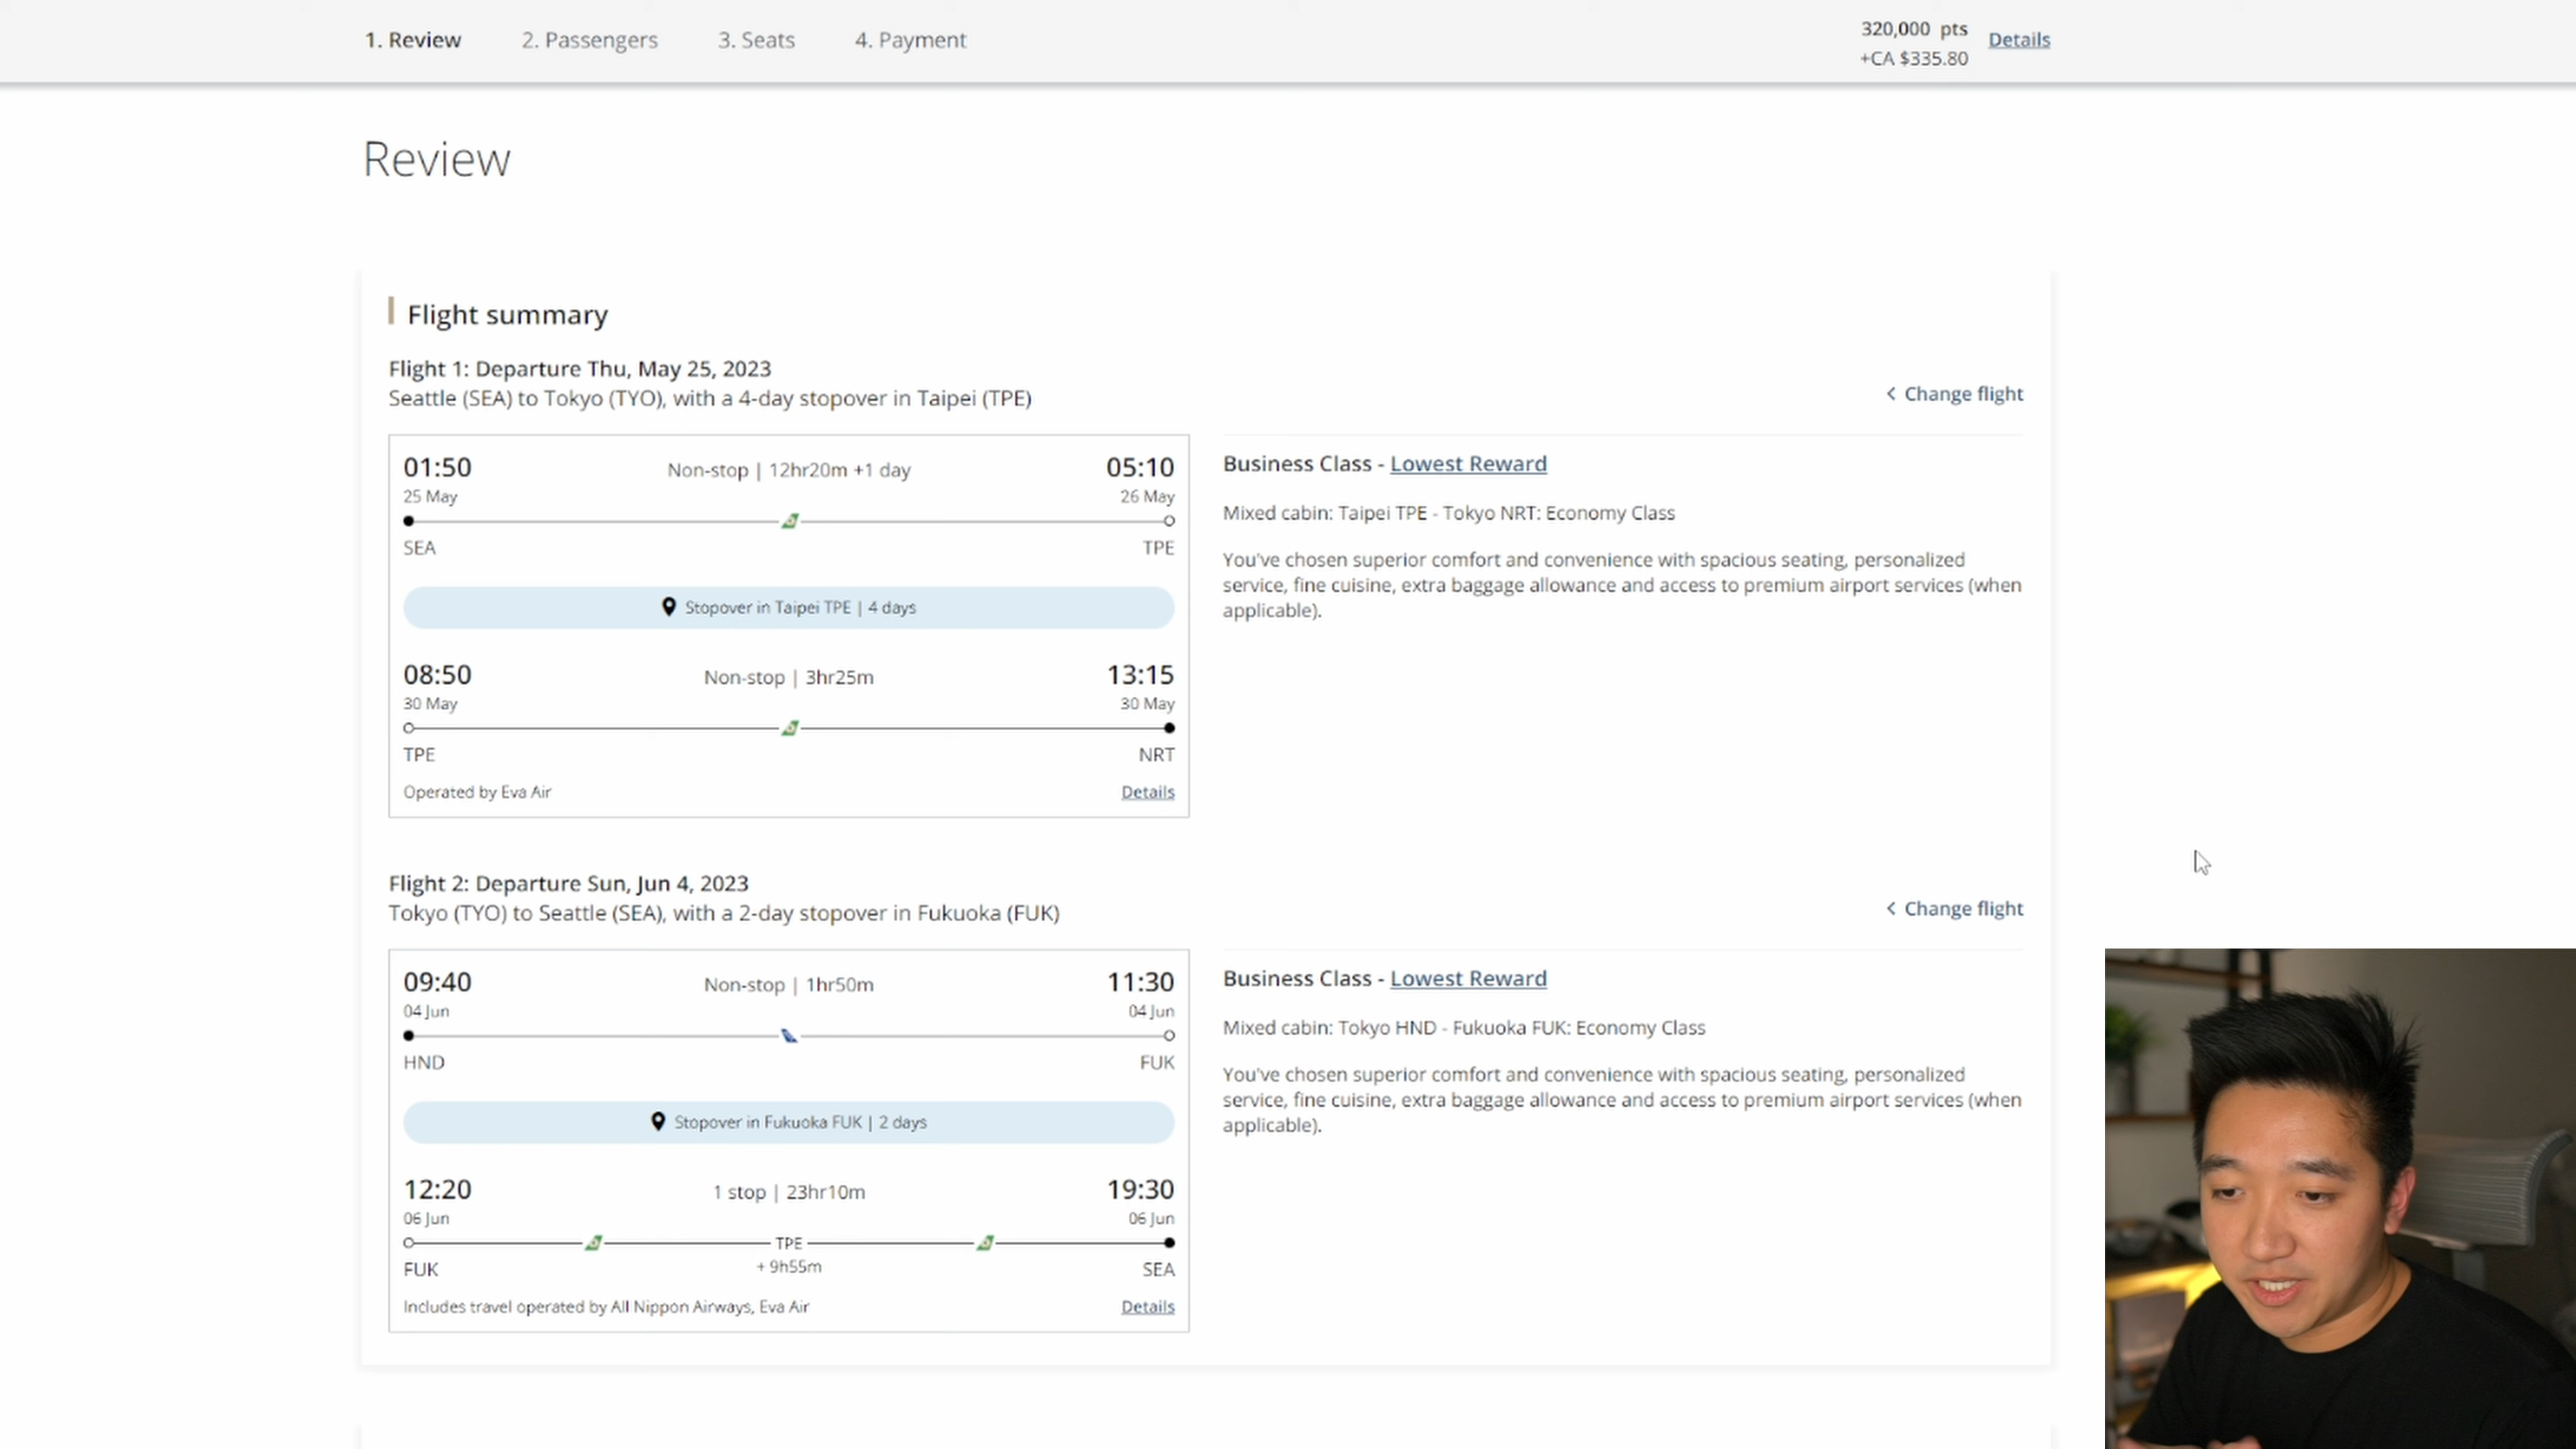 1. Review 2. Passengers 3. Seats 4. Payment
320,000 pts
+CA $335.80
Details
Review
Flight summary
Flight 1: Departure Thu, May 25, 2023
Seattle (SEA) to Tokyo (TYO), with a 4-day stopover in Taipei (TPE)
< Change flight
01:50 Non-stop | 12hr20m +1 day 05:10
25 May 26 May
SEA TPE
Stopover in Taipei TPE | 4 days
08:50 Non-stop | 3hr25m 13:15
30 May 30 May
TPE NRT
Operated by Eva Air Details
Business Class - Lowest Reward
Mixed cabin: Taipei TPE - Tokyo NRT: Economy Class
You've chosen superior comfort and convenience with spacious seating, personalized
service, fine cuisine, extra baggage allowance and access to premium airport services (when
applicable).
Flight 2: Departure Sun, Jun 4, 2023
Tokyo (TYO) to Seattle (SEA), with a 2-day stopover in Fukuoka (FUK)
< Change flight
09:40 Non-stop | 1hr50m 11:30
04 Jun 04 Jun
HND FUK
Stopover in Fukuoka FUK | 2 days
12:20 1 stop | 23hr10m 19:30
06 Jun 06 Jun
TPE
+ 9h55m
FUK SEA
Includes travel operated by All Nippon Airways, Eva Air Details
Business Class - Lowest Reward
Mixed cabin: Tokyo HND - Fukuoka FUK: Economy Class
You've chosen superior comfort and convenience with spacious seating, personalized
service, fine cuisine, extra baggage allowance and access to premium airport services (when
applicable).